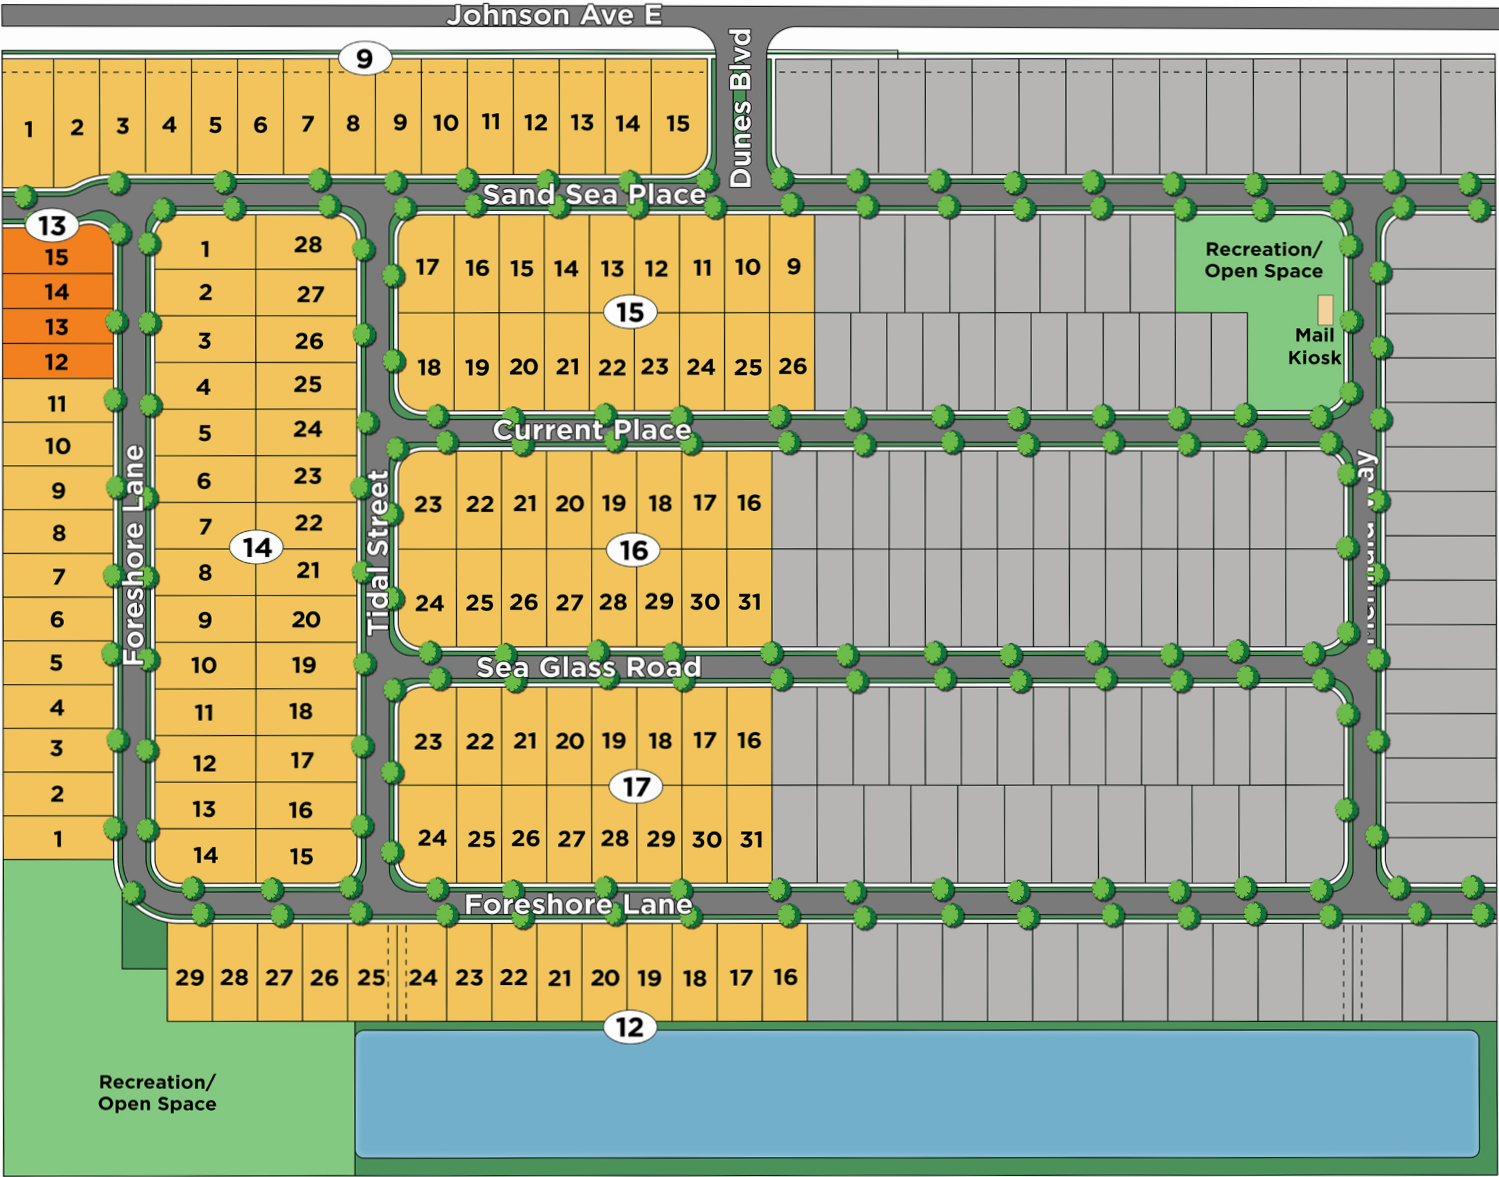 Johnson Ave E
9
Dunes Blvd
1 2 3 4 5 6 7 8 9 10 11 12 13 14 15
Sand Sea Place
13
15
14
13
12
11
10
9
8
7
6
5
4
3
2
1
Foreshore Lane
1 28
2 27
3 26
4 25
5 24
6 23
7 22
14
8 21
9 20
10 19
11 18
12 17
13 16
14 15
Tidal Street
17 16 15 14 13 12 11 10 9
15
18 19 20 21 22 23 24 25 26
Recreation/
Open Space
Mail
Kiosk
Current Place
23 22 21 20 19 18 17 16
16
24 25 26 27 28 29 30 31
Way
Sea Glass Road
23 22 21 20 19 18 17 16
17
24 25 26 27 28 29 30 31
Foreshore Lane
29 28 27 26 25 24 23 22 21 20 19 18 17 16
12
Recreation/
Open Space